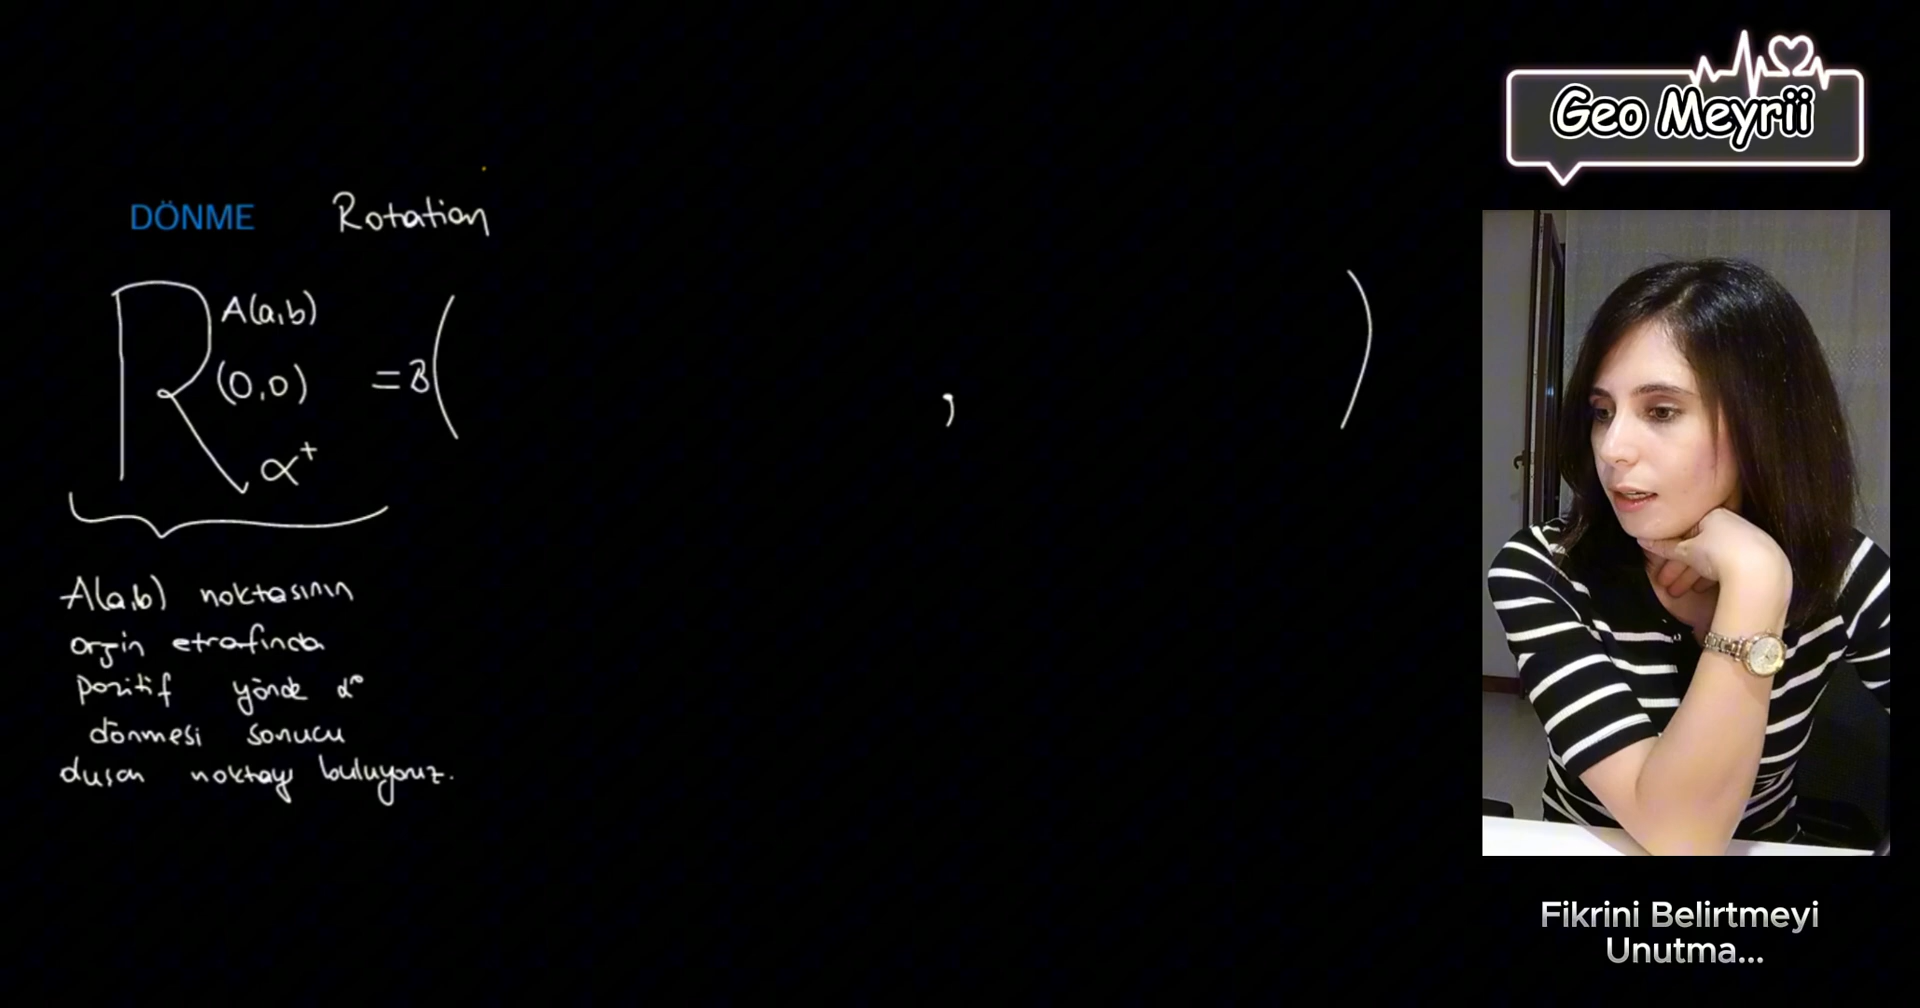 Geo Meyrii
DÖNME Rotation
R A(a,b)
(0,0) = B( , )
α+
A(a,b) noktasının
orjin etrafında
pozitif yönde α°
dönmesi sonucu
düşen noktayı buluyoruz.
Fikrini Belirtmeyi
Unutma...